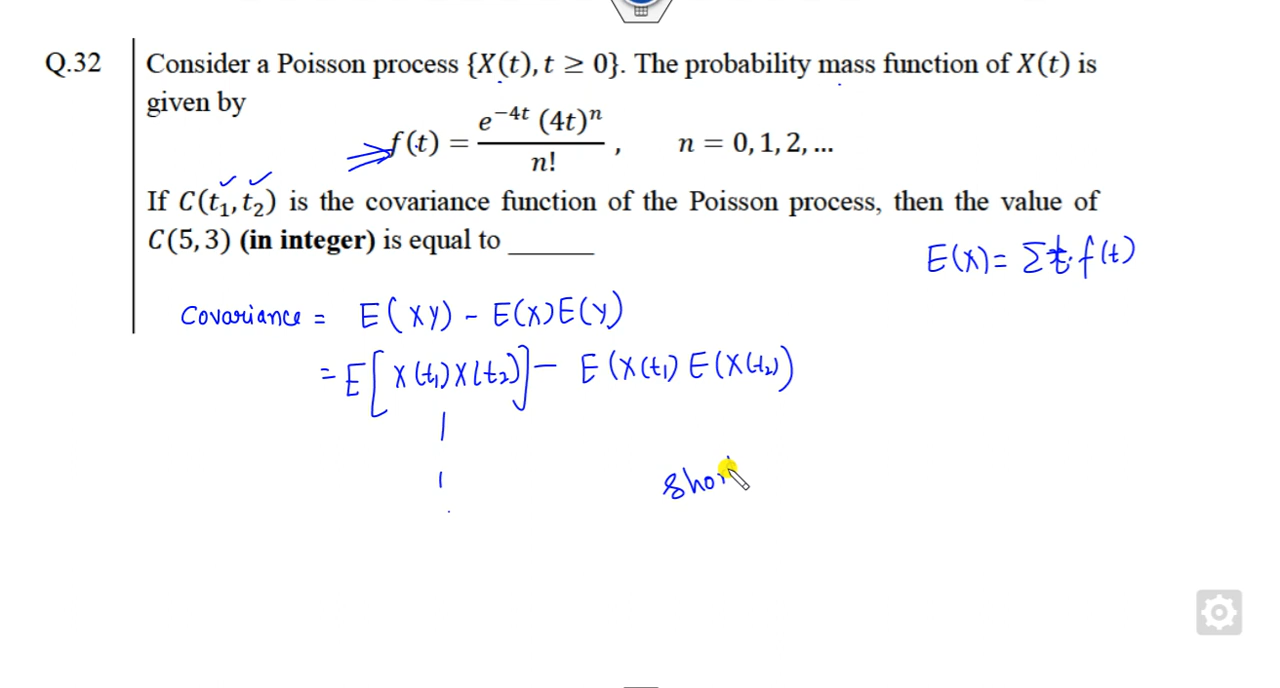 Q.32 Consider a Poisson process {X(t), t ≥ 0}. The probability mass function of X(t) is
given by
f(t) = e^{-4t} (4t)^n / n! , n = 0, 1, 2, ...
If C(t₁, t₂) is the covariance function of the Poisson process, then the value of
C(5, 3) (in integer) is equal to ______
E(X) = Σ t. f(t)
Covariance = E(XY) - E(X)E(Y)
= E[X(t₁)X(t₂)] - E(X(t₁) E(X(t₂))
Shor